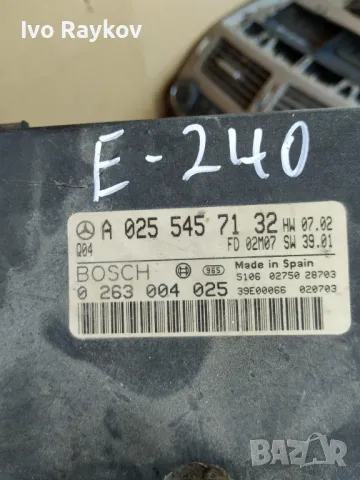 Ivo Raykov
E-240
A 025 545 71 32 HW 07.02
Q04 FD 02M07 SW 39.01
BOSCH 965 Made in Spain
5106 02750 28703
0 263 004 025 39E00066 020703
BAZAR